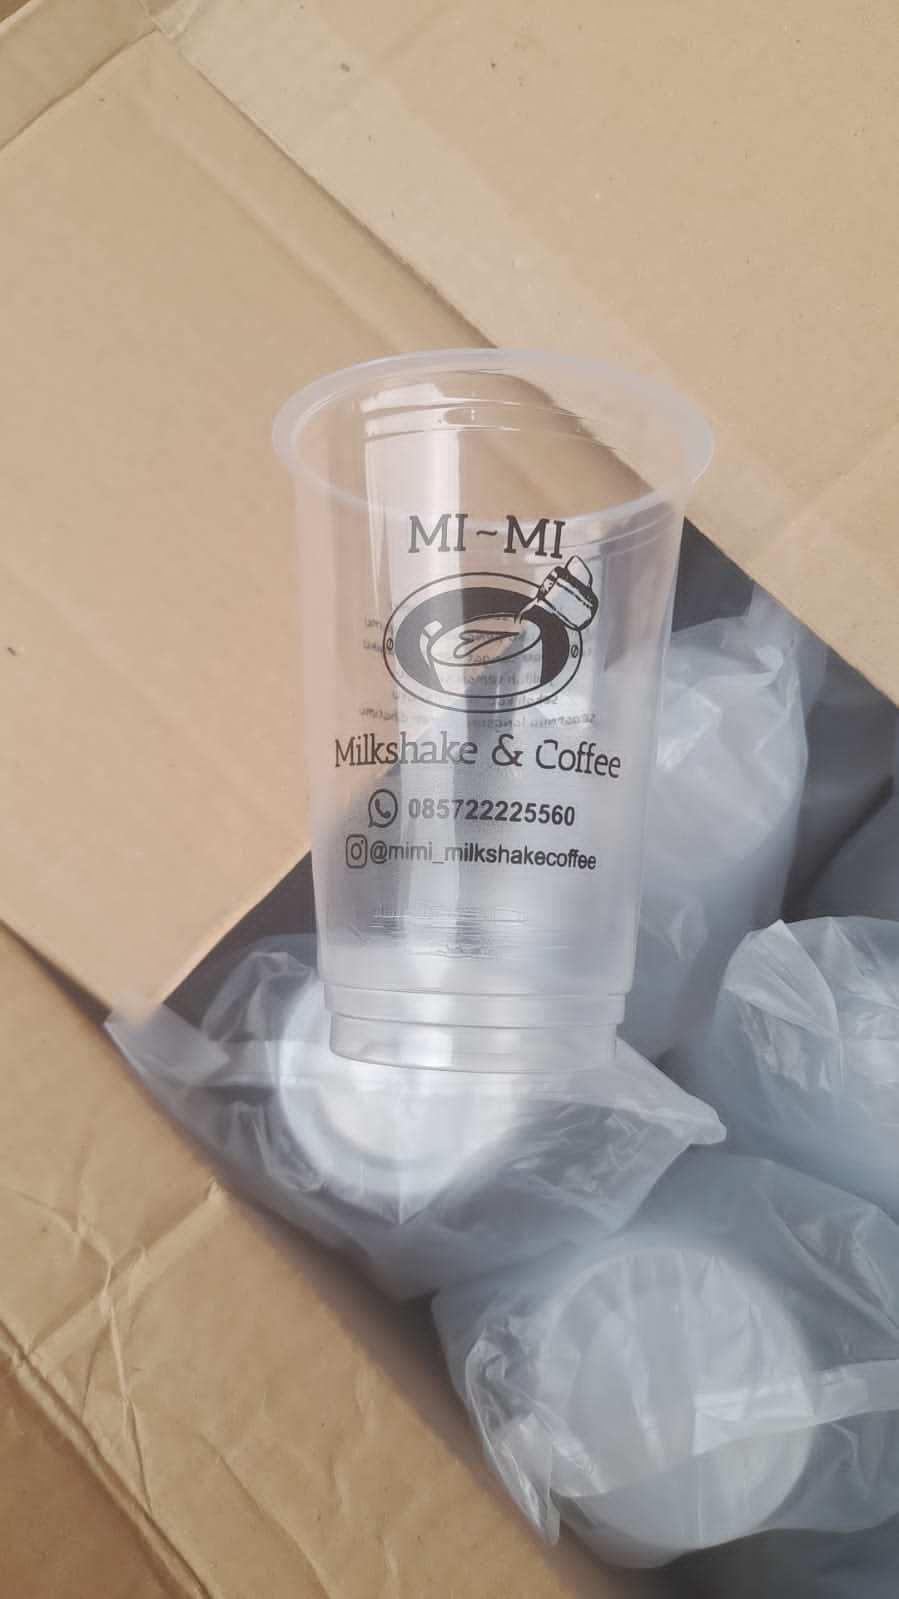 MI~MI
Milkshake & Coffee
085722225560
@mimi_milkshakecoffee